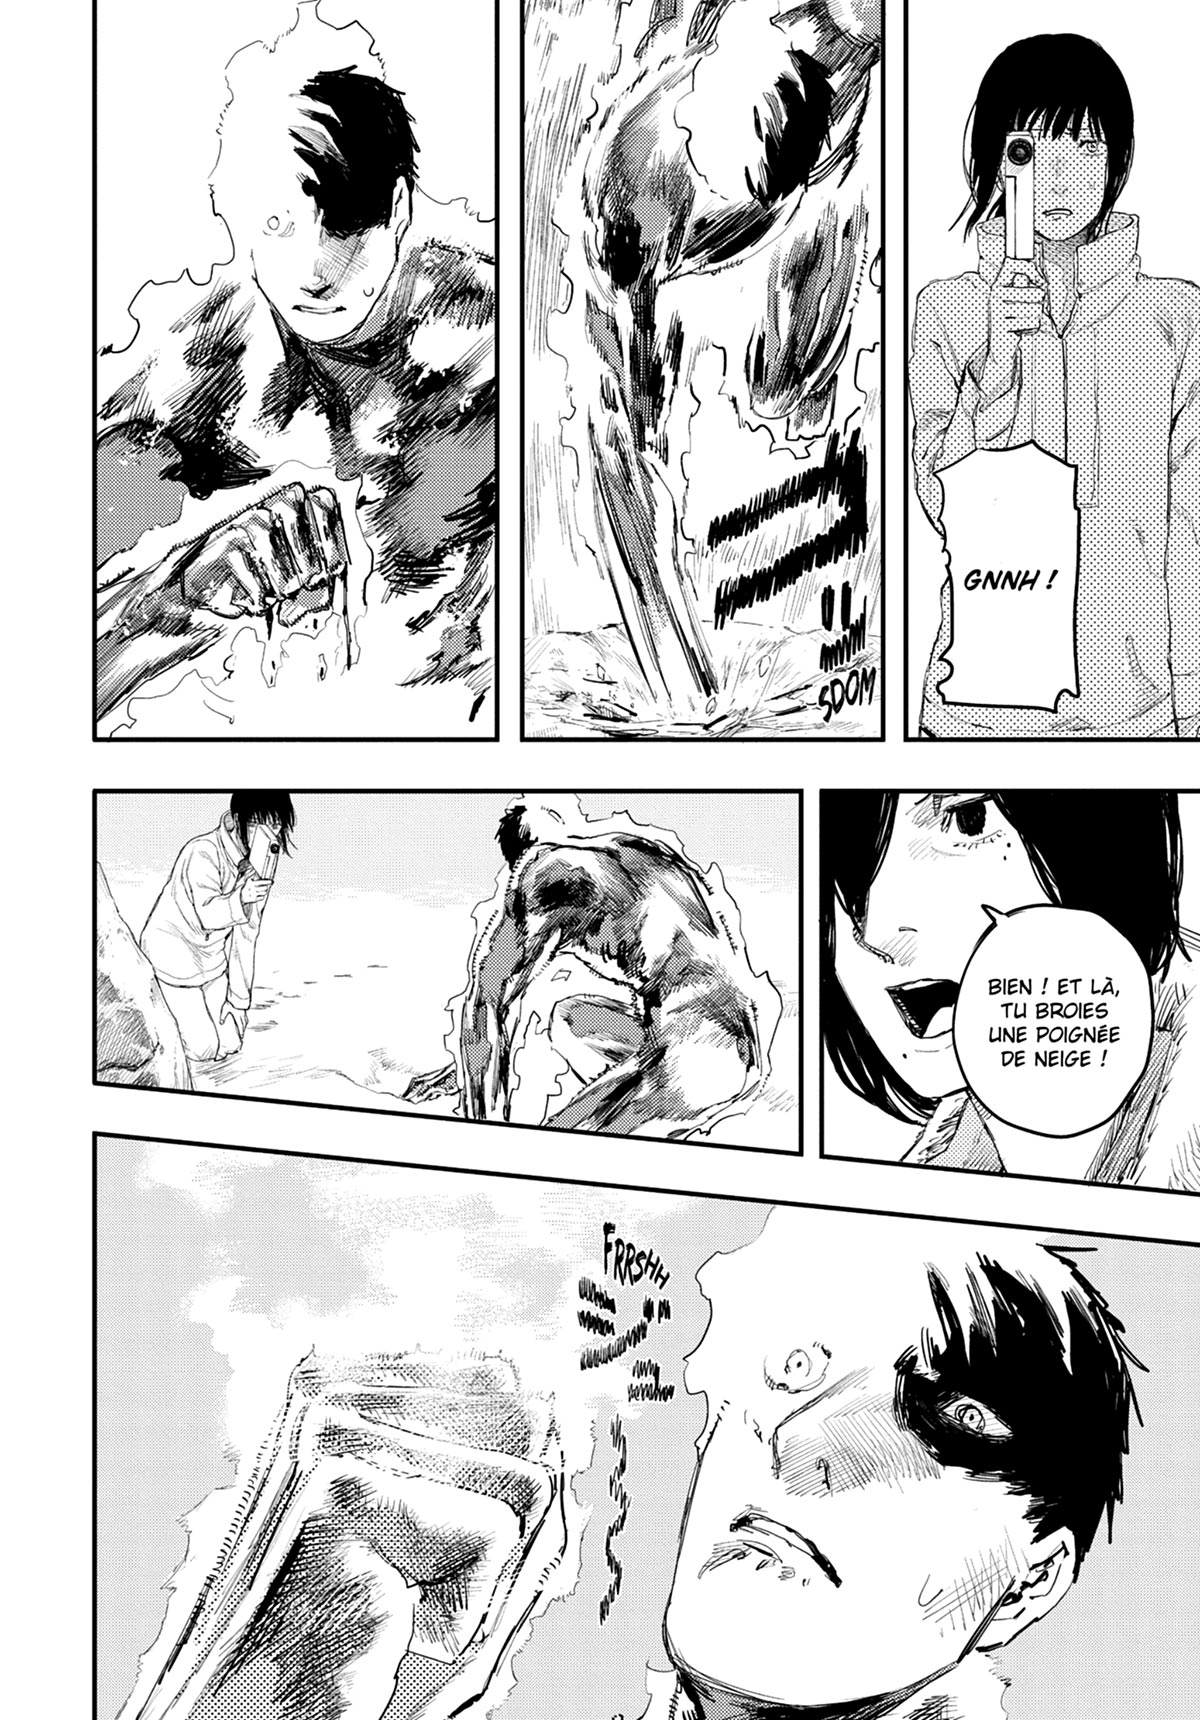 GNNH !
SDOM
BIEN ! ET LÀ,
TU BROIES
UNE POIGNÉE
DE NEIGE !
FRRSHH